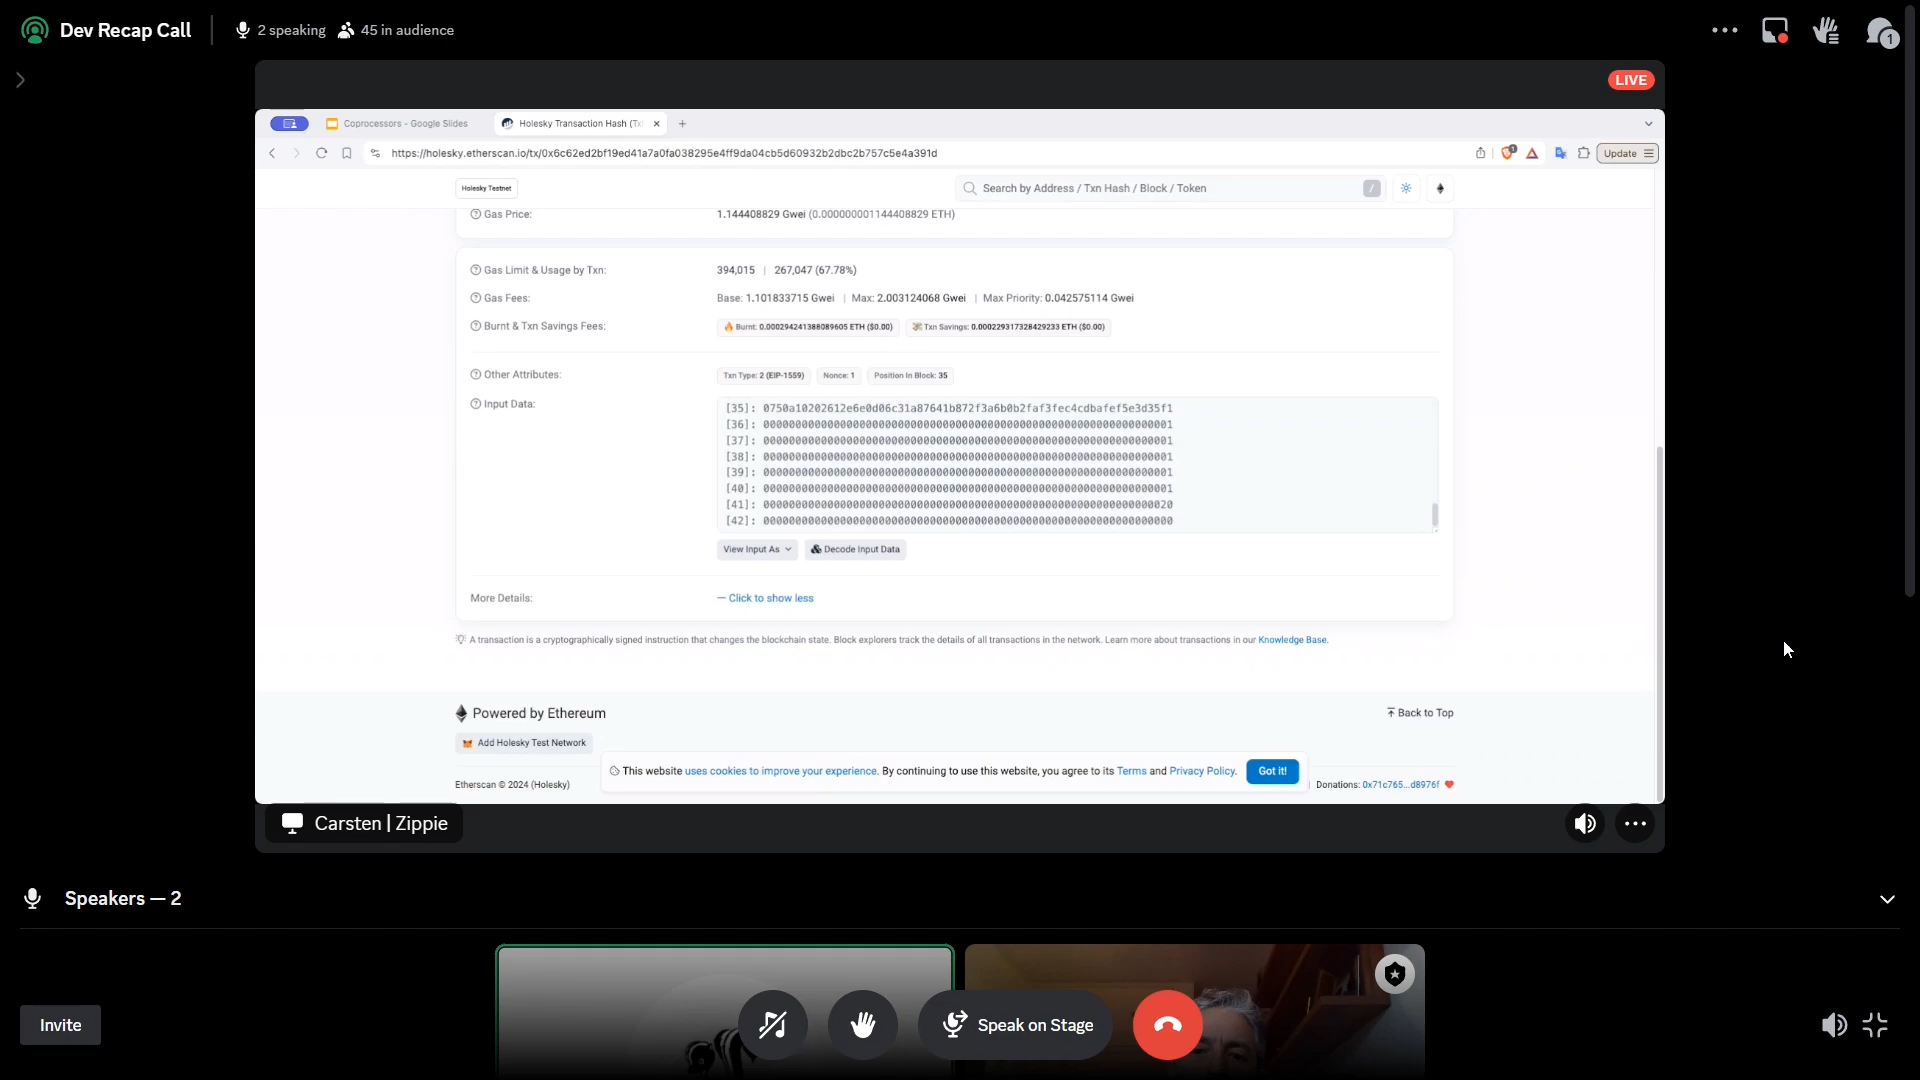 Dev Recap Call
2 speaking
45 in audience
1
LIVE
Coprocessors - Google Slides
Holesky Transaction Hash (Tx
https://holesky.etherscan.io/tx/0x6c62ed2bf19ed41a7a0fa038295e4ff9da04cb5d60932b2dbc2b757c5e4a391d
1
Update
Holesky Testnet
Search by Address / Txn Hash / Block / Token
/
Gas Price:
1.144408829 Gwei (0.000000001144408829 ETH)
Gas Limit & Usage by Txn:
394,015 | 267,047 (67.78%)
Gas Fees:
Base: 1.101833715 Gwei | Max: 2.003124068 Gwei | Max Priority: 0.042575114 Gwei
Burnt & Txn Savings Fees:
Burnt: 0.000294241388089605 ETH ($0.00)
Txn Savings: 0.000229317328429233 ETH ($0.00)
Other Attributes:
Txn Type: 2 (EIP-1559)
Nonce: 1
Position In Block: 35
Input Data:
[35]: 0750a10202612e6e0d06c31a87641b872f3a6b0b2faf3fec4cdbafef5e3d35f1
[36]: 0000000000000000000000000000000000000000000000000000000000000001
[37]: 0000000000000000000000000000000000000000000000000000000000000001
[38]: 0000000000000000000000000000000000000000000000000000000000000001
[39]: 0000000000000000000000000000000000000000000000000000000000000001
[40]: 0000000000000000000000000000000000000000000000000000000000000001
[41]: 0000000000000000000000000000000000000000000000000000000000000020
[42]: 0000000000000000000000000000000000000000000000000000000000000000
View Input As
Decode Input Data
More Details:
— Click to show less
A transaction is a cryptographically signed instruction that changes the blockchain state. Block explorers track the details of all transactions in the network. Learn more about transactions in our Knowledge Base.
Powered by Ethereum
Back to Top
Add Holesky Test Network
This website uses cookies to improve your experience. By continuing to use this website, you agree to its Terms and Privacy Policy.
Got it!
Etherscan © 2024 (Holesky)
Donations: 0x71c765...d8976f
Carsten | Zippie
Speakers — 2
Invite
Speak on Stage